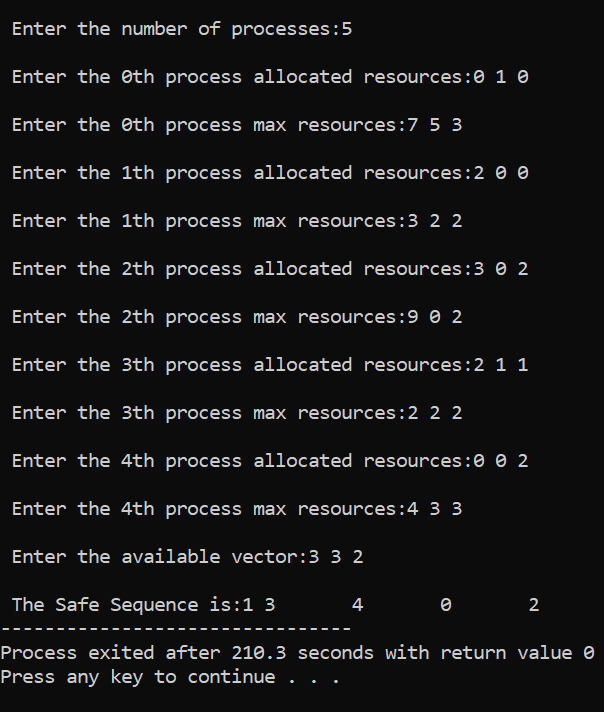 Enter the number of processes:5
Enter the 0th process allocated resources:0 1 0
Enter the 0th process max resources:7 5 3
Enter the 1th process allocated resources:2 0 0
Enter the 1th process max resources:3 2 2
Enter the 2th process allocated resources:3 0 2
Enter the 2th process max resources:9 0 2
Enter the 3th process allocated resources:2 1 1
Enter the 3th process max resources:2 2 2
Enter the 4th process allocated resources:0 0 2
Enter the 4th process max resources:4 3 3
Enter the available vector:3 3 2
The Safe Sequence is:1 3       4       0       2
--------------------------------
Process exited after 210.3 seconds with return value 0
Press any key to continue . . .